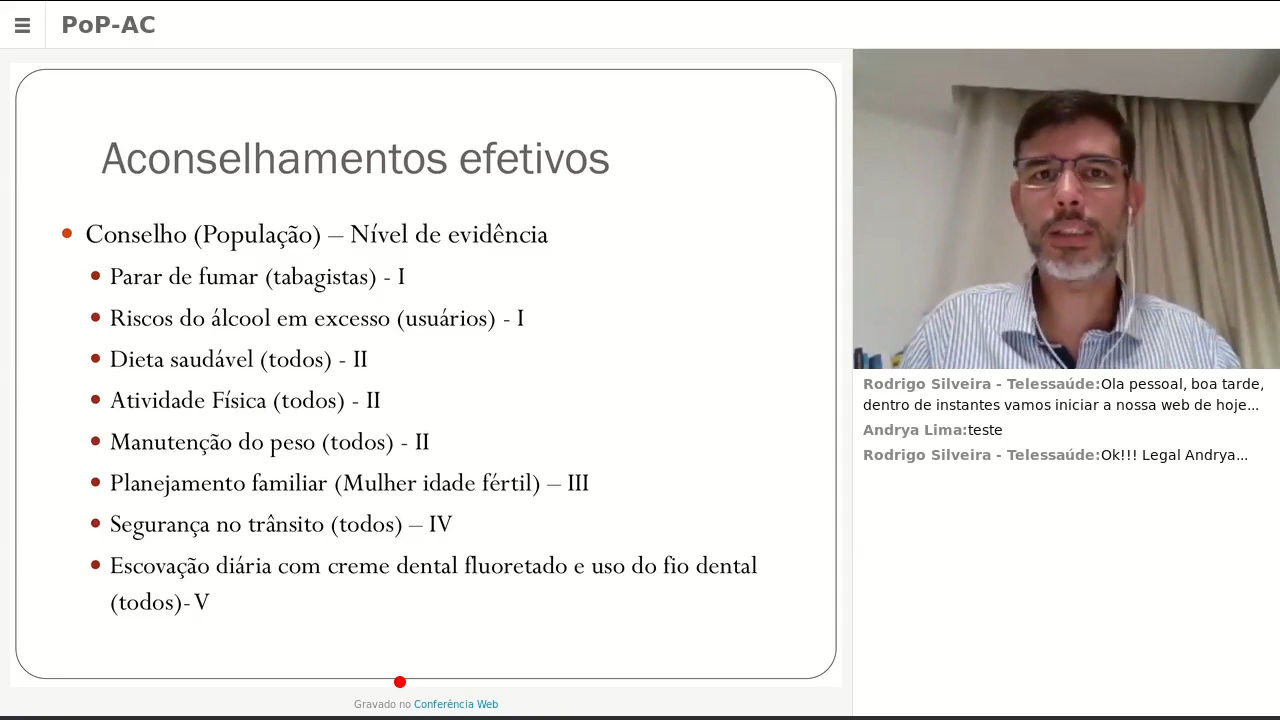 PoP-AC
Aconselhamentos efetivos
Conselho (População) – Nível de evidência
Parar de fumar (tabagistas) - I
Riscos do álcool em excesso (usuários) - I
Dieta saudável (todos) - II
Atividade Física (todos) - II
Manutenção do peso (todos) - II
Planejamento familiar (Mulher idade fértil) – III
Segurança no trânsito (todos) – IV
Escovação diária com creme dental fluoretado e uso do fio dental
(todos)- V
Gravado no Conferência Web
Rodrigo Silveira - Telessaúde:Ola pessoal, boa tarde,
dentro de instantes vamos iniciar a nossa web de hoje...
Andrya Lima:teste
Rodrigo Silveira - Telessaúde:Ok!!! Legal Andrya...